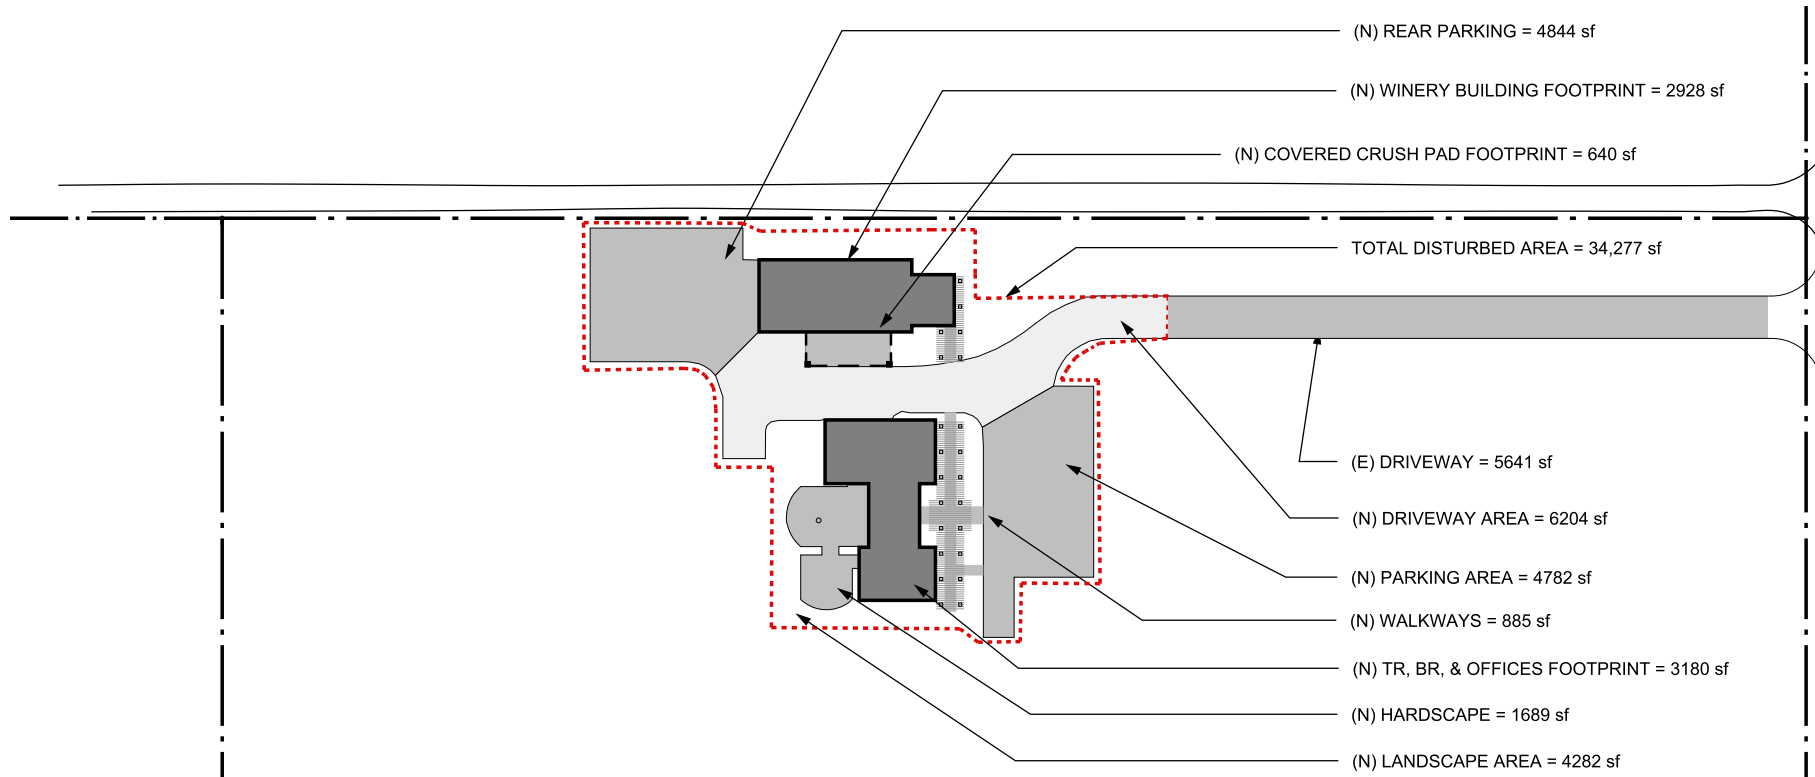 (N) REAR PARKING = 4844 sf
(N) WINERY BUILDING FOOTPRINT = 2928 sf
(N) COVERED CRUSH PAD FOOTPRINT = 640 sf
TOTAL DISTURBED AREA = 34,277 sf
(E) DRIVEWAY = 5641 sf
(N) DRIVEWAY AREA = 6204 sf
(N) PARKING AREA = 4782 sf
(N) WALKWAYS = 885 sf
(N) TR, BR, & OFFICES FOOTPRINT = 3180 sf
(N) HARDSCAPE = 1689 sf
(N) LANDSCAPE AREA = 4282 sf